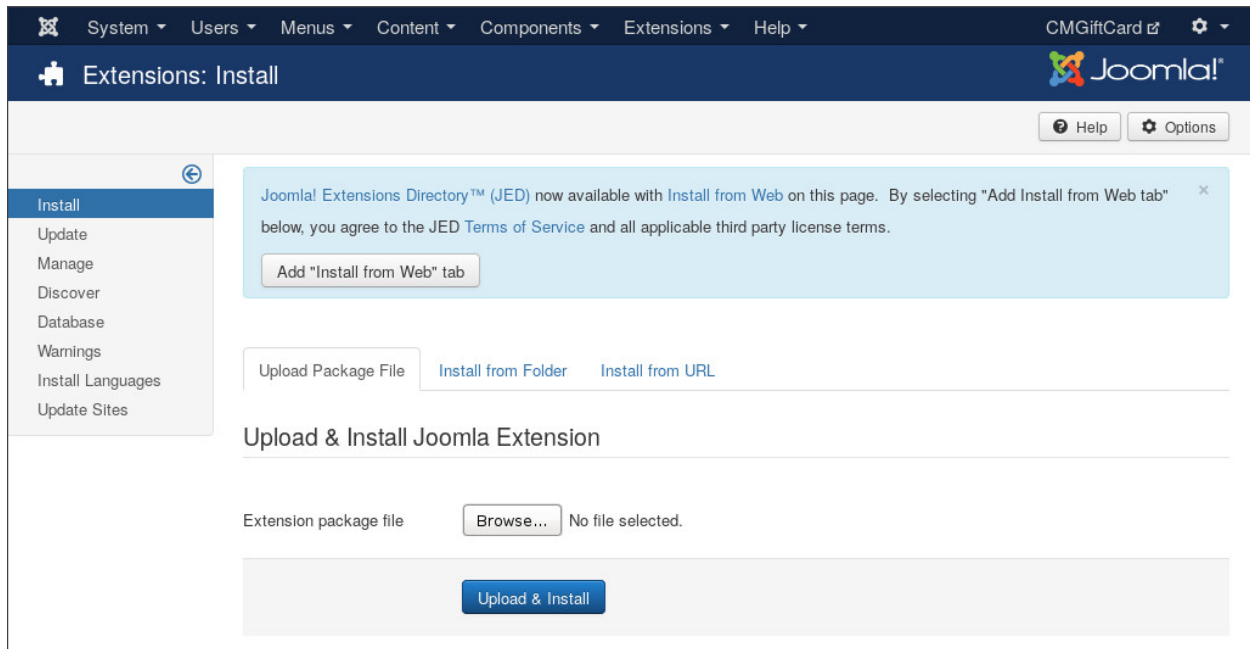 System Users Menus Content Components Extensions Help CMGiftCard
Extensions: Install Joomla!®
Help Options
Install
Update
Manage
Discover
Database
Warnings
Install Languages
Update Sites
Joomla! Extensions Directory™ (JED) now available with Install from Web on this page. By selecting "Add Install from Web tab"
below, you agree to the JED Terms of Service and all applicable third party license terms.
Add "Install from Web" tab
Upload Package File Install from Folder Install from URL
Upload & Install Joomla Extension
Extension package file Browse... No file selected.
Upload & Install